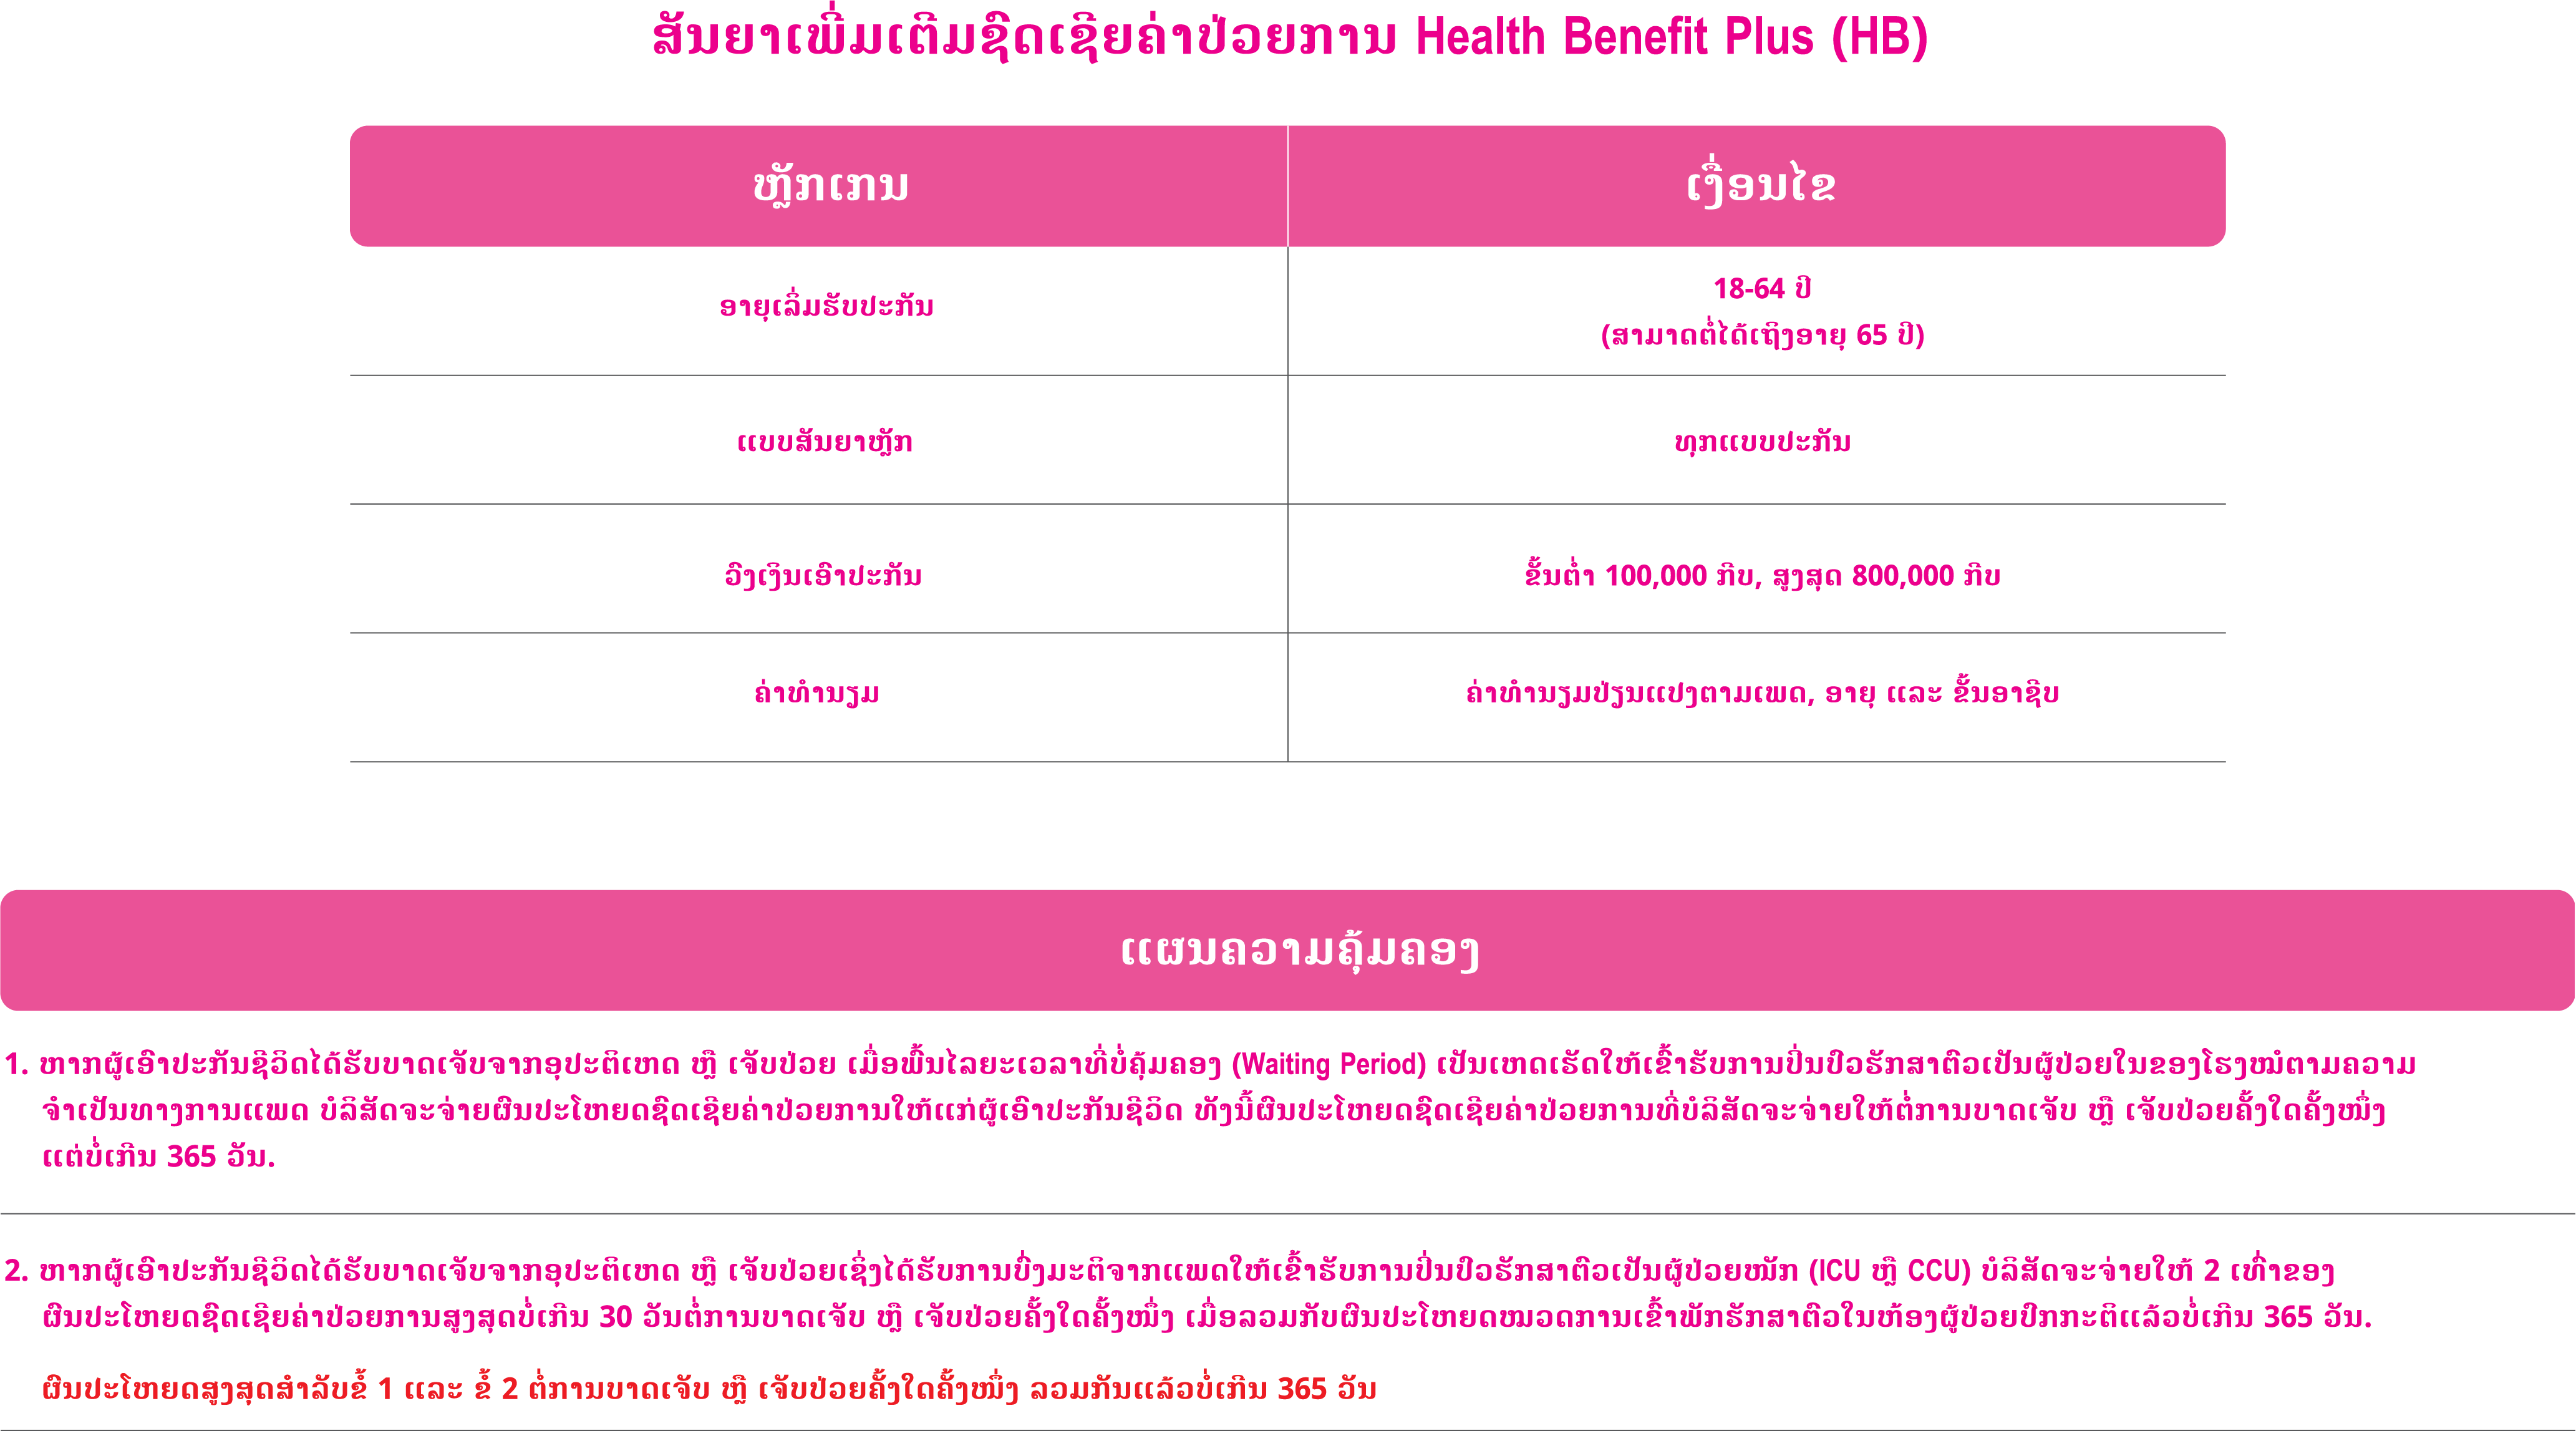 ສັນຍາເພີ່ມເຕີມຊົດເຊີຍຄ່າປ່ວຍການ Health Benefit Plus (HB)
ຫຼັກເກນ
ເງື່ອນໄຂ
ອາຍຸເລິ່ມຮັບປະກັນ
18-64 ປີ
(ສາມາດຕໍ່ໄດ້ເຖິງອາຍຸ 65 ປີ)
ແບບສັນຍາຫຼັກ
ທຸກແບບປະກັນ
ວົງເງິນເອົາປະກັນ
ຂັ້ນຕໍ່າ 100,000 ກີບ, ສູງສຸດ 800,000 ກີບ
ຄ່າທໍານຽມ
ຄ່າທໍານຽມປ່ຽນແປງຕາມເພດ, ອາຍຸ ແລະ ຂັ້ນອາຊີບ
ແຜນຄວາມຄຸ້ມຄອງ
1. ຫາກຜູ້ເອົາປະກັນຊີວິດໄດ້ຮັບບາດເຈັບຈາກອຸປະຕິເຫດ ຫຼື ເຈັບປ່ວຍ ເມື່ອພົ້ນໄລຍະເວລາທີ່ບໍ່ຄຸ້ມຄອງ (Waiting Period) ເປັນເຫດເຮັດໃຫ້ເຂົ້າຮັບການປິ່ນປົວຮັກສາຕົວເປັນຜູ້ປ່ວຍໃນຂອງໂຮງໝໍຕາມຄວາມ
ຈໍາເປັນທາງການແພດ ບໍລິສັດຈະຈ່າຍຜົນປະໂຫຍດຊົດເຊີຍຄ່າປ່ວຍການໃຫ້ແກ່ຜູ້ເອົາປະກັນຊີວິດ ທັງນີ້ຜົນປະໂຫຍດຊົດເຊີຍຄ່າປ່ວຍການທີ່ບໍລິສັດຈະຈ່າຍໃຫ້ຕໍ່ການບາດເຈັບ ຫຼື ເຈັບປ່ວຍຄັ້ງໃດຄັ້ງໜຶ່ງ
ແຕ່ບໍ່ເກີນ 365 ວັນ.
2. ຫາກຜູ້ເອົາປະກັນຊີວິດໄດ້ຮັບບາດເຈັບຈາກອຸປະຕິເຫດ ຫຼື ເຈັບປ່ວຍເຊິ່ງໄດ້ຮັບການບົ່ງມະຕິຈາກແພດໃຫ້ເຂົ້າຮັບການປິ່ນປົວຮັກສາຕົວເປັນຜູ້ປ່ວຍໜັກ (ICU ຫຼື CCU) ບໍລິສັດຈະຈ່າຍໃຫ້ 2 ເທົ່າຂອງ
ຜົນປະໂຫຍດຊົດເຊີຍຄ່າປ່ວຍການສູງສຸດບໍ່ເກີນ 30 ວັນຕໍ່ການບາດເຈັບ ຫຼື ເຈັບປ່ວຍຄັ້ງໃດຄັ້ງໜຶ່ງ ເມື່ອລວມກັບຜົນປະໂຫຍດໝວດການເຂົ້າພັກຮັກສາຕົວໃນຫ້ອງຜູ້ປ່ວຍປົກກະຕິແລ້ວບໍ່ເກີນ 365 ວັນ.
ຜົນປະໂຫຍດສູງສຸດສໍາລັບຂໍ້ 1 ແລະ ຂໍ້ 2 ຕໍ່ການບາດເຈັບ ຫຼື ເຈັບປ່ວຍຄັ້ງໃດຄັ້ງໜຶ່ງ ລວມກັນແລ້ວບໍ່ເກີນ 365 ວັນ